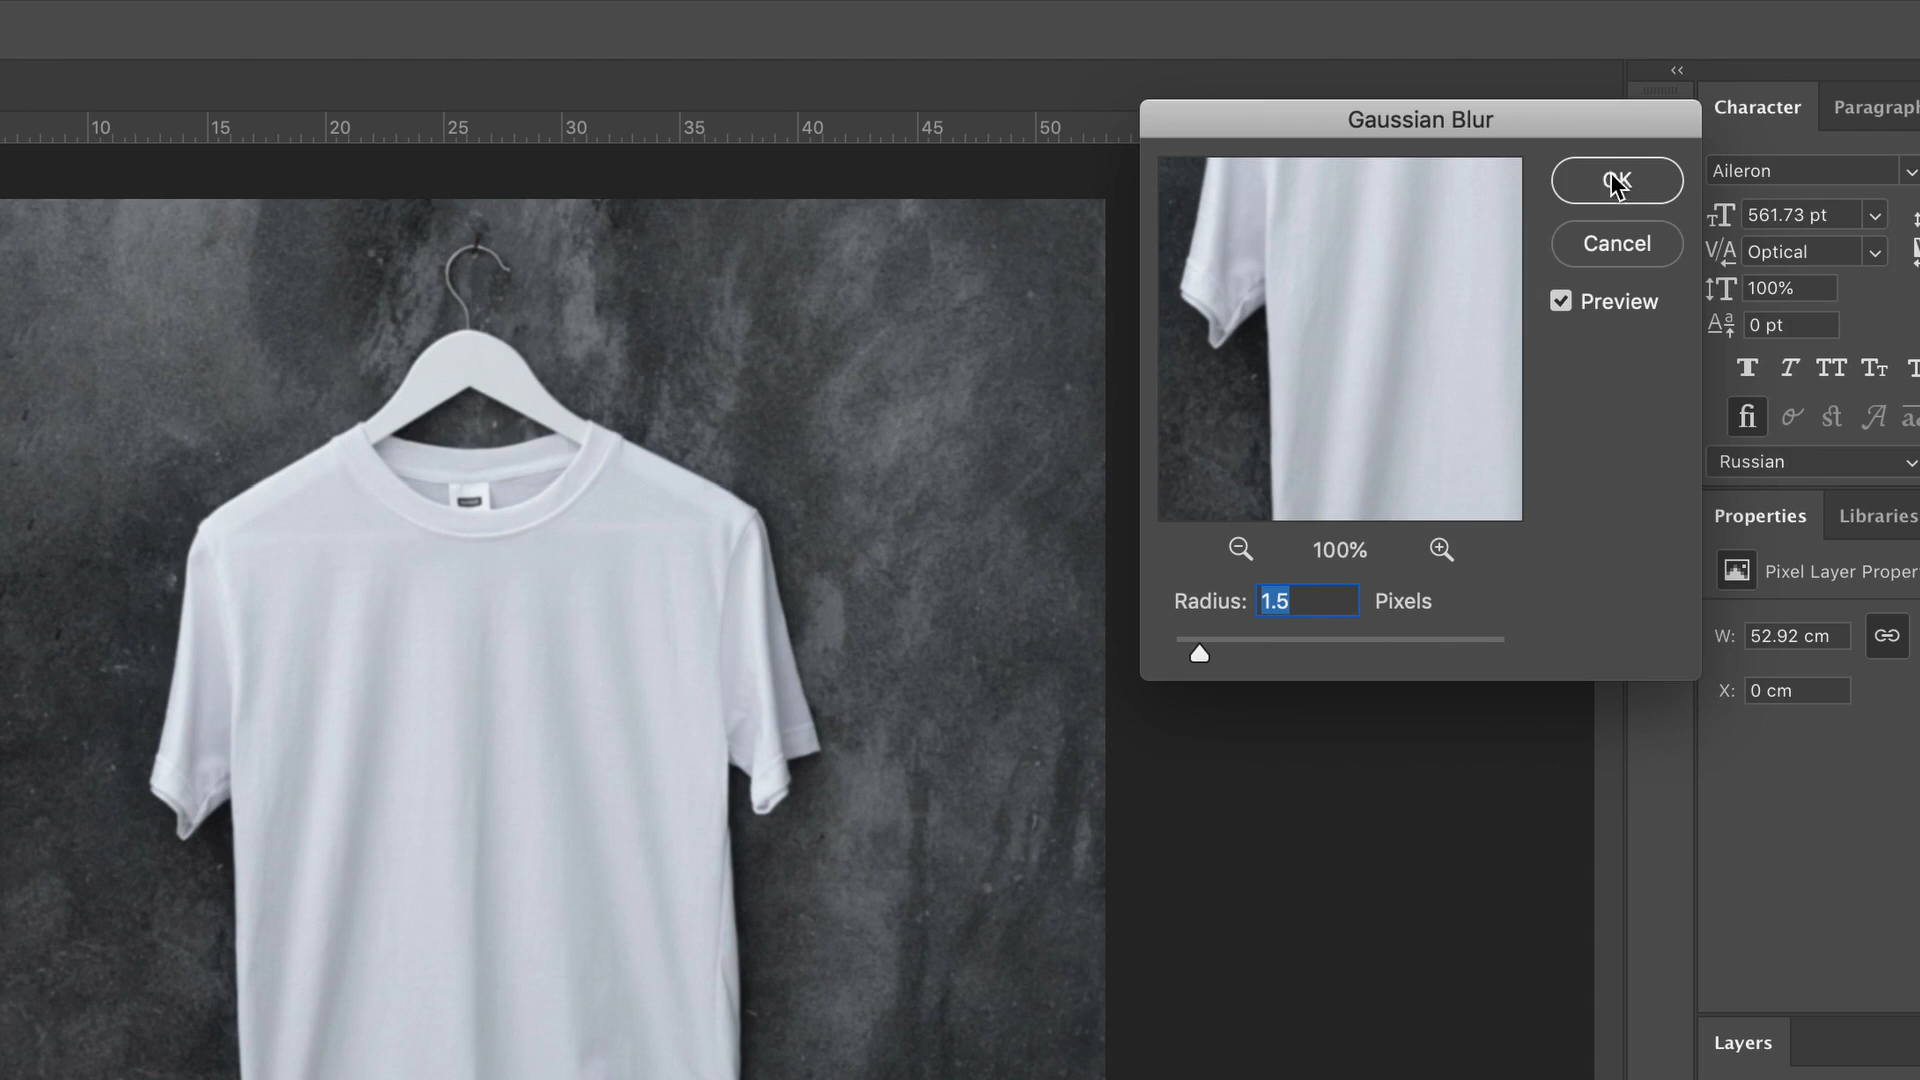 10 15 20 25 30 35 40 45 50
Gaussian Blur
OK
Cancel
Preview
100%
Radius: 1.5 Pixels
Character Paragraph
Aileron
561.73 pt
Optical
100%
0 pt
Russian
Properties Libraries
Pixel Layer Proper
W: 52.92 cm
X: 0 cm
Layers